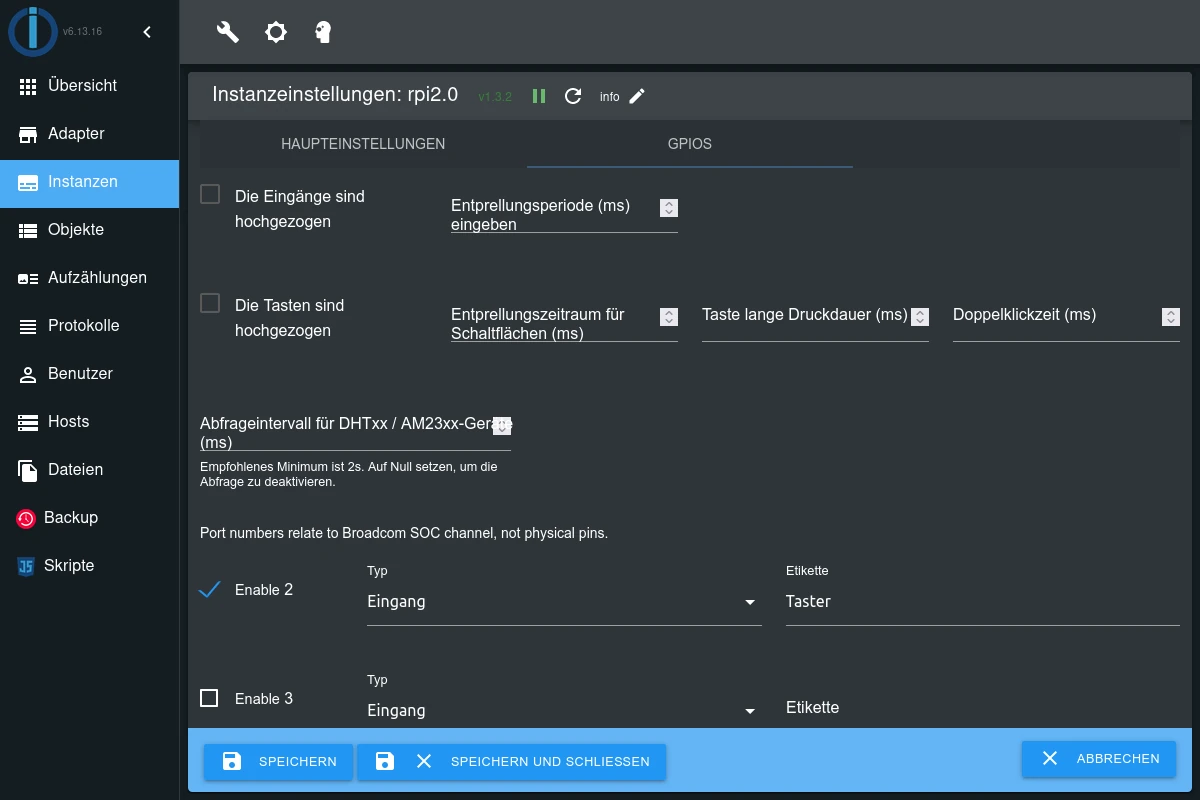 v6.13.16
Übersicht
Adapter
Instanzen
Objekte
Aufzählungen
Protokolle
Benutzer
Hosts
Dateien
Backup
Skripte
Instanzeinstellungen: rpi2.0 v1.3.2 info
HAUPTEINSTELLUNGEN GPIOS
Die Eingänge sind
hochgezogen
Entprellungsperiode (ms)
eingeben
Die Tasten sind
hochgezogen
Entprellungszeitraum für
Schaltflächen (ms)
Taste lange Druckdauer (ms)
Doppelklickzeit (ms)
Abfrageintervall für DHTxx / AM23xx-Geräte
(ms)
Empfohlenes Minimum ist 2s. Auf Null setzen, um die
Abfrage zu deaktivieren.
Port numbers relate to Broadcom SOC channel, not physical pins.
Enable 2
Typ
Eingang
Etikette
Taster
Enable 3
Typ
Eingang
Etikette
SPEICHERN SPEICHERN UND SCHLIESSEN ABBRECHEN